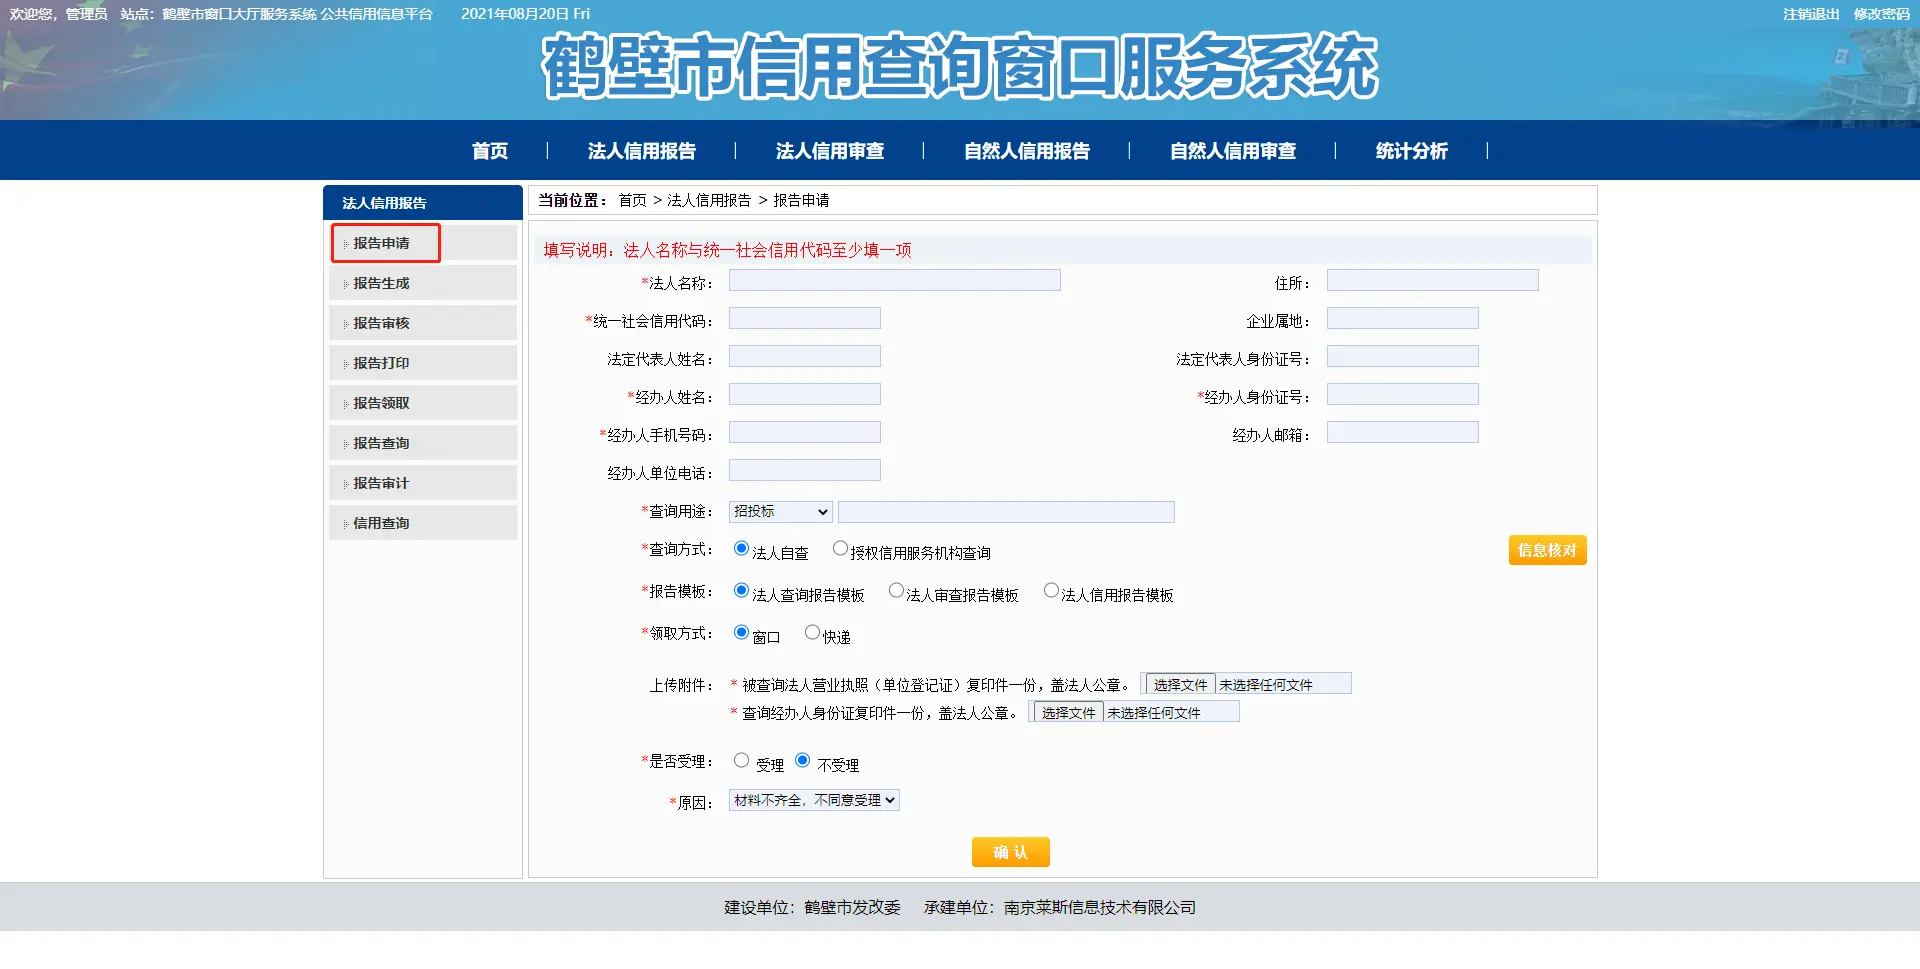 欢迎您，管理员 站点：鹤壁市窗口大厅服务系统 公共信用信息平台 2021年08月20日 Fri 注销退出 修改密码
鹤壁市信用查询窗口服务系统
首页 | 法人信用报告 | 法人信用审查 | 自然人信用报告 | 自然人信用审查 | 统计分析 |
法人信用报告
报告申请
报告生成
报告审核
报告打印
报告领取
报告查询
报告审计
信用查询
当前位置： 首页 > 法人信用报告 > 报告申请
填写说明：法人名称与统一社会信用代码至少填一项
*法人名称： 住所：
*统一社会信用代码： 企业属地：
法定代表人姓名： 法定代表人身份证号：
*经办人姓名： *经办人身份证号：
*经办人手机号码： 经办人邮箱：
经办人单位电话：
*查询用途： 招投标
*查询方式： 法人自查 授权信用服务机构查询 信息核对
*报告模板： 法人查询报告模板 法人审查报告模板 法人信用报告模板
*领取方式： 窗口 快递
上传附件： * 被查询法人营业执照（单位登记证）复印件一份，盖法人公章。 选择文件 未选择任何文件
* 查询经办人身份证复印件一份，盖法人公章。 选择文件 未选择任何文件
*是否受理： 受理 不受理
*原因： 材料不齐全，不同意受理
确 认
建设单位：鹤壁市发改委 承建单位：南京莱斯信息技术有限公司